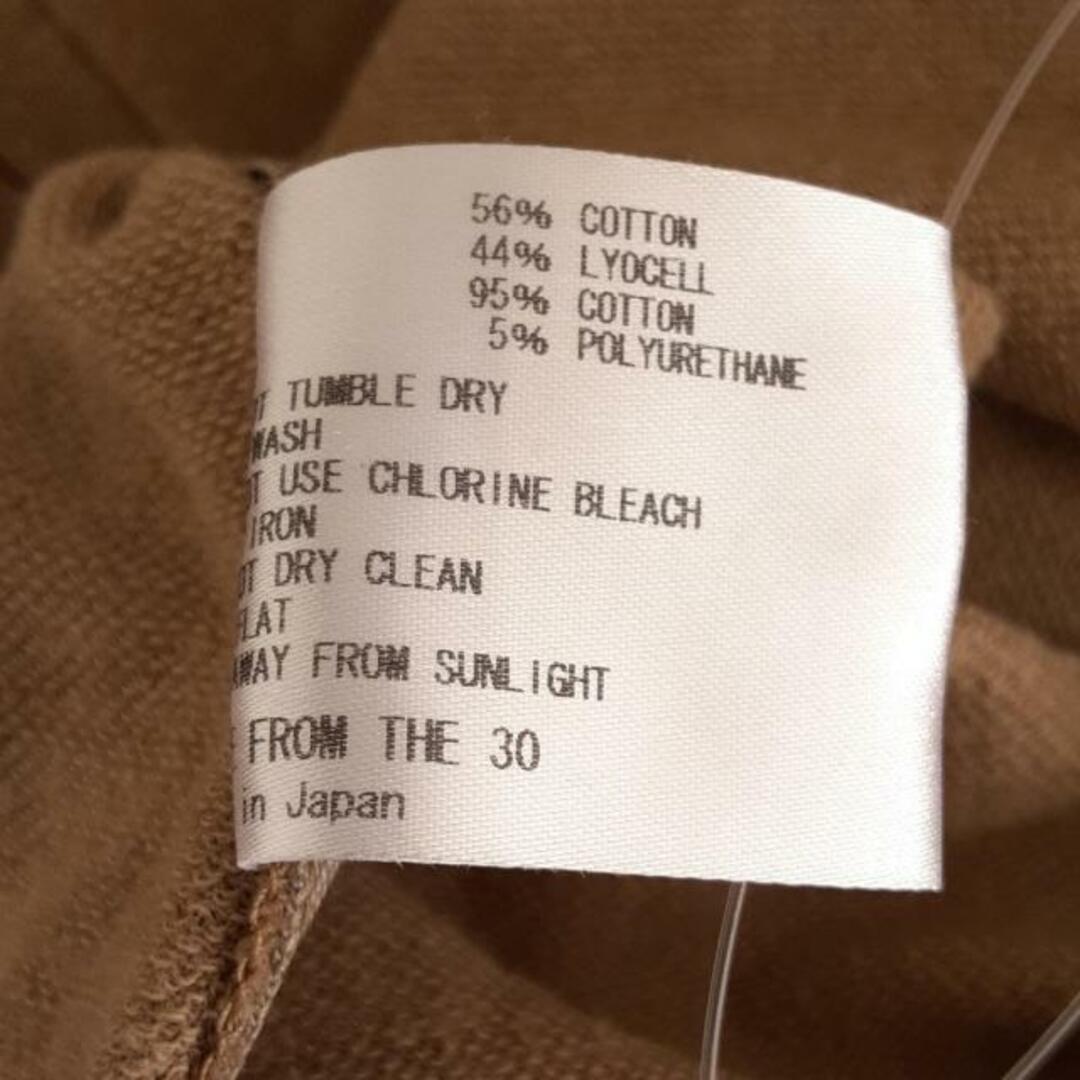 56% COTTON
44% LYOCELL
95% COTTON
5% POLYURETHANE
TUMBLE DRY
WASH
USE CHLORINE BLEACH
IRON
DRY CLEAN
FLAT
AWAY FROM SUNLIGHT
FROM THE 30
in Japan